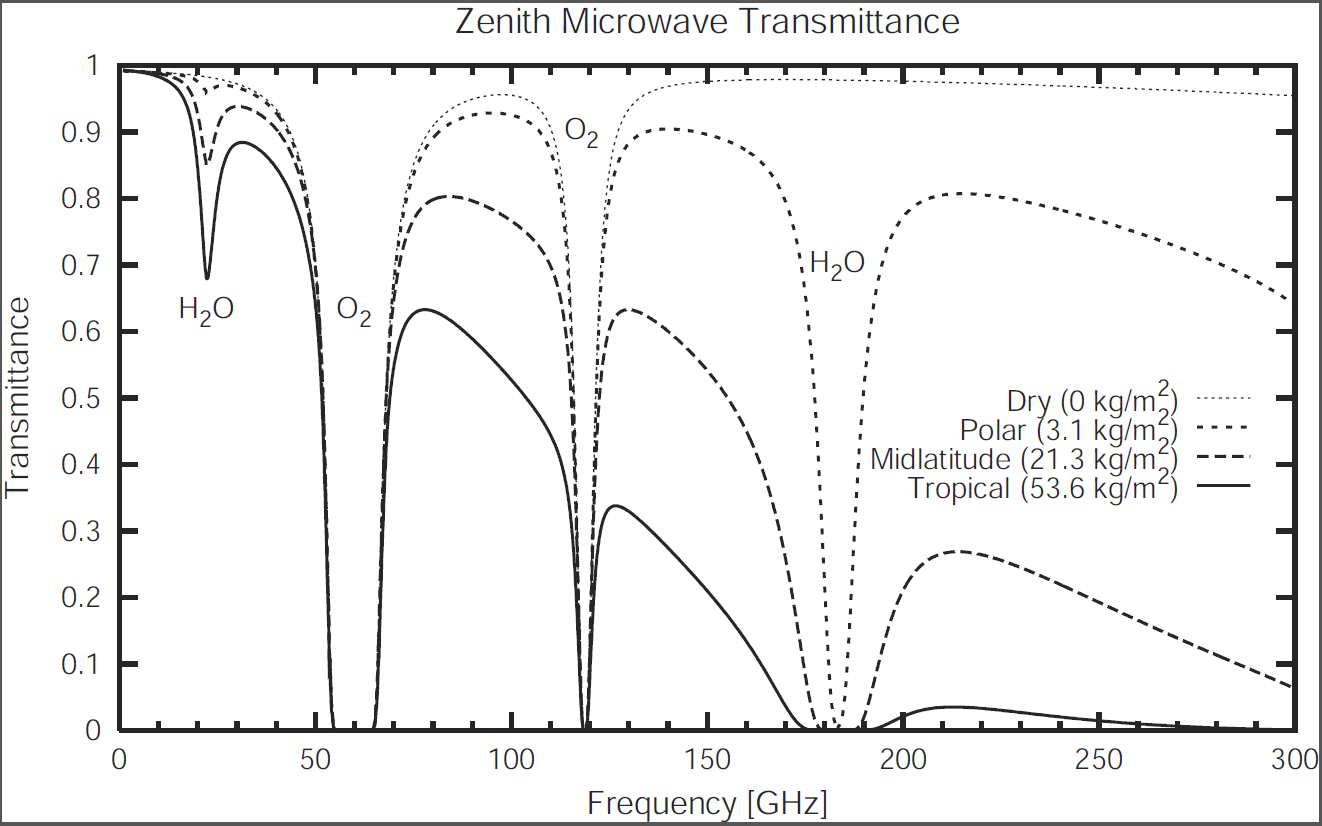 Zenith Microwave Transmittance
1
0.9
0.8
0.7
0.6
0.5
0.4
0.3
0.2
0.1
0
Transmittance
O2
H2O
H2O
O2
Dry (0 kg/m2)
Polar (3.1 kg/m2)
Midlatitude (21.3 kg/m2)
Tropical (53.6 kg/m2)
0 50 100 150 200 250 300
Frequency [GHz]